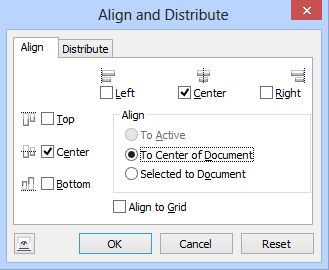 Align and Distribute
Align Distribute
Left Center Right
Top
Center
Bottom
Align
To Active
To Center of Document
Selected to Document
Align to Grid
OK Cancel Reset